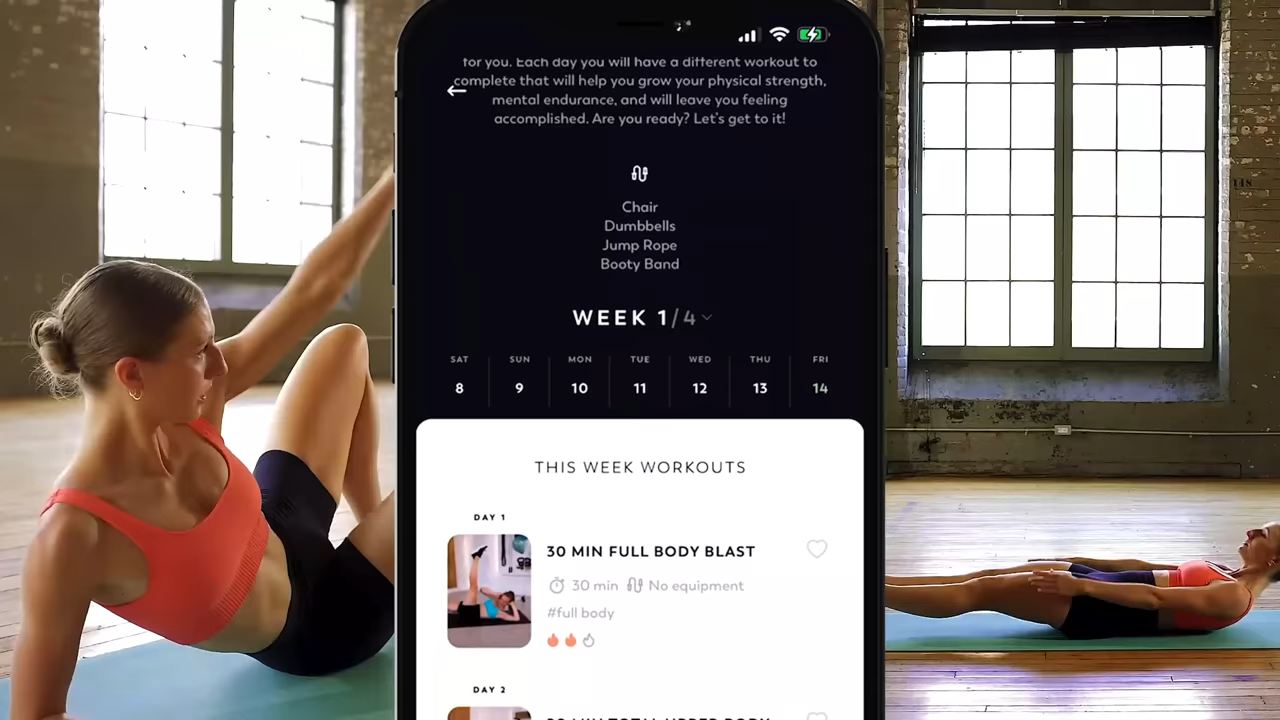 for you. Each day you will have a different workout to
complete that will help you grow your physical strength,
mental endurance, and will leave you feeling
accomplished. Are you ready? Let's get to it!
Chair
Dumbbells
Jump Rope
Booty Band
WEEK 1/4
SAT SUN MON TUE WED THU FRI
8 9 10 11 12 13 14
THIS WEEK WORKOUTS
DAY 1
30 MIN FULL BODY BLAST
30 min No equipment
#full body
DAY 2